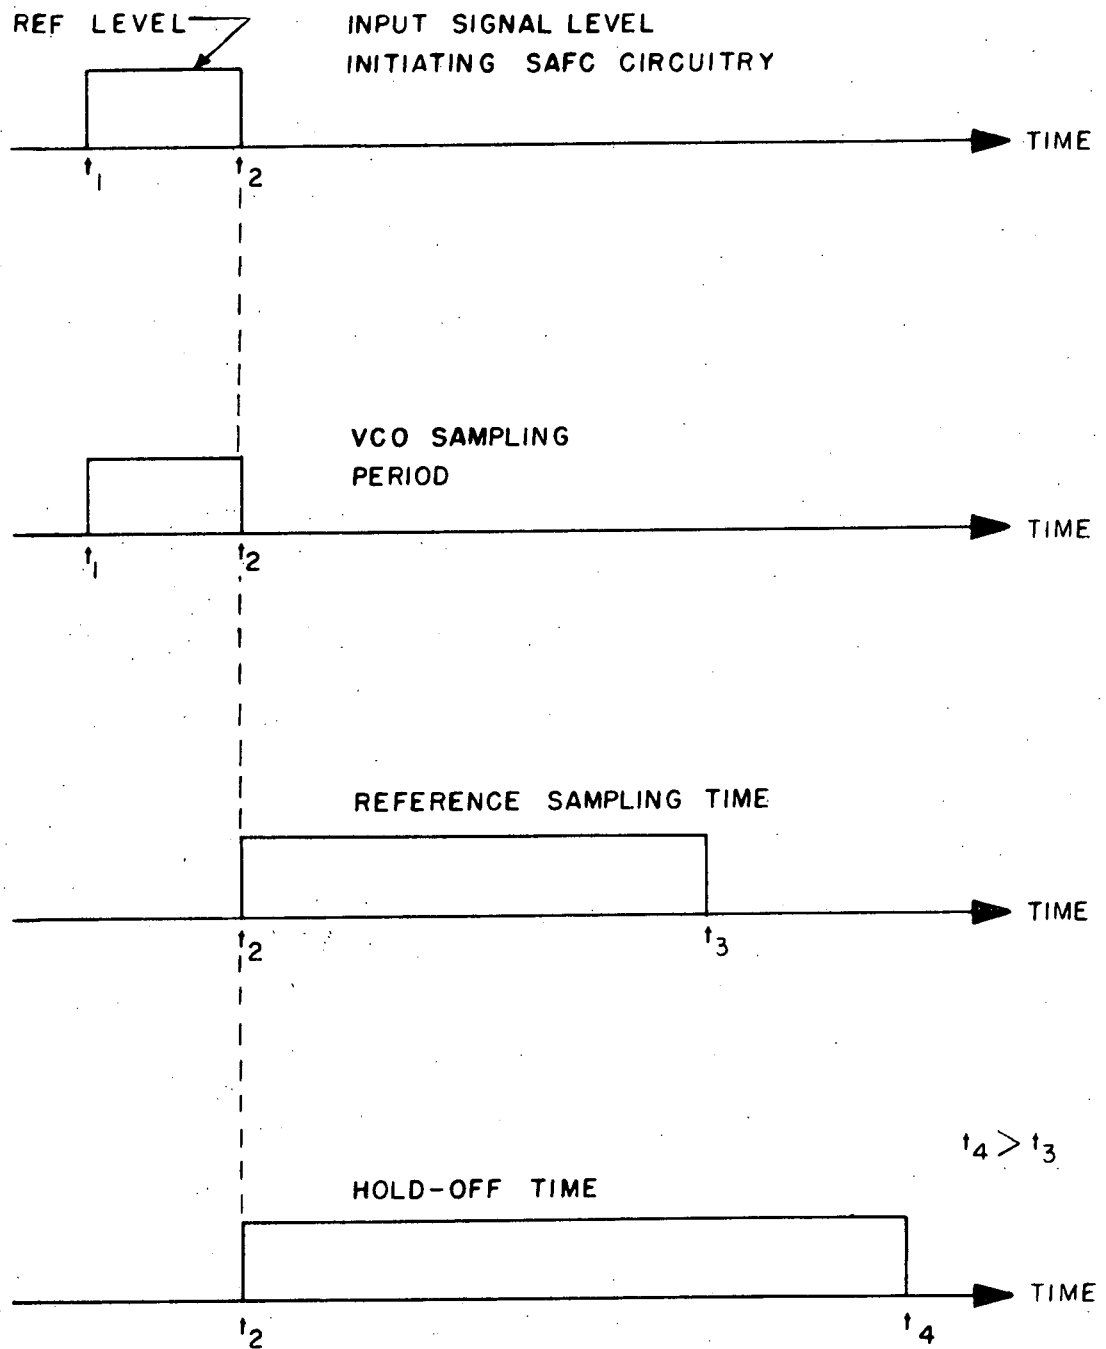 REF LEVEL
INPUT SIGNAL LEVEL
INITIATING SAFC CIRCUITRY
TIME
t1
t2
VCO SAMPLING
PERIOD
TIME
t1
t2
REFERENCE SAMPLING TIME
TIME
t2
t3
t4 > t3
HOLD-OFF TIME
TIME
t2
t4